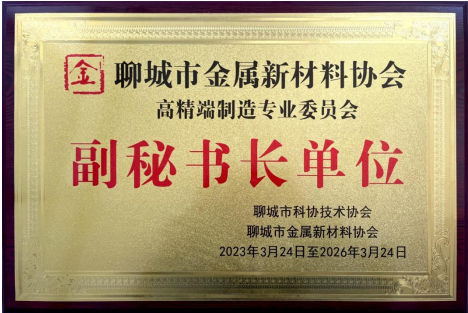 金 聊城市金属新材料协会
高精端制造专业委员会
副秘书长单位
聊城市科协技术协会
聊城市金属新材料协会
2023年3月24日至2026年3月24日